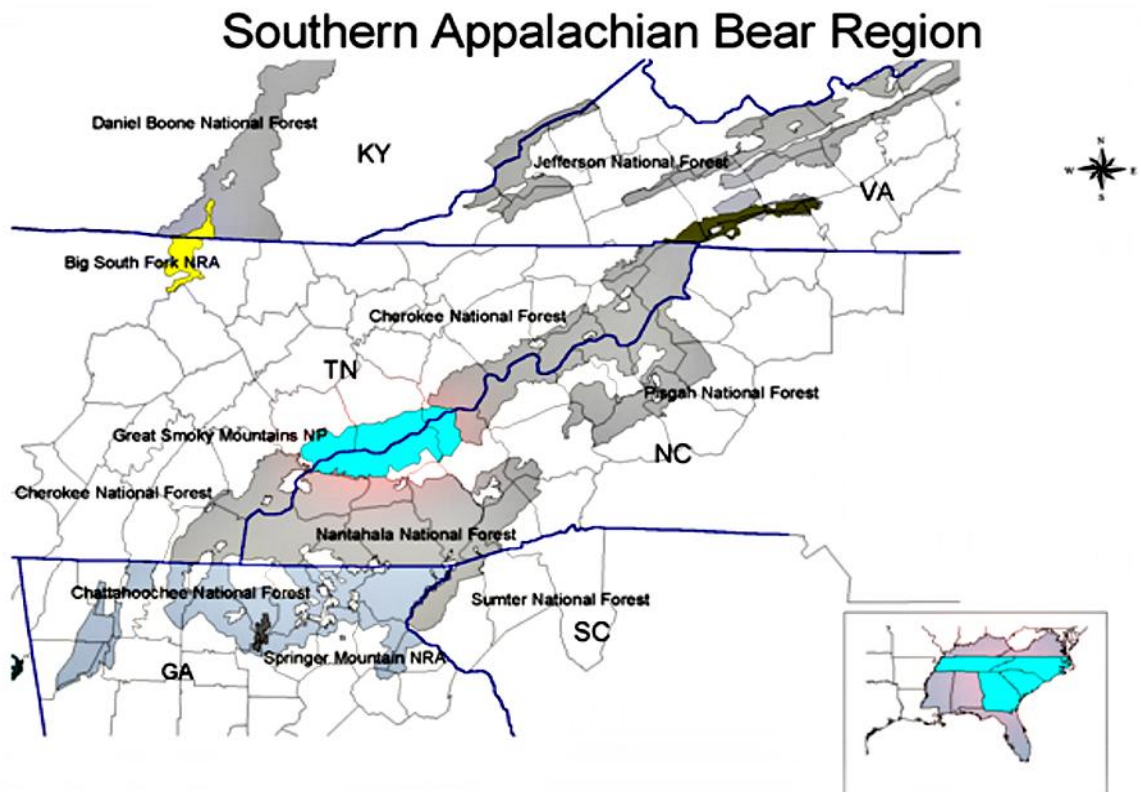 Southern Appalachian Bear Region
Daniel Boone National Forest
KY
Jefferson National Forest
VA
N
W
E
S
Big South Fork NRA
Cherokee National Forest
TN
Pisgah National Forest
Great Smoky Mountains NP
NC
Cherokee National Forest
Nantahala National Forest
Chattahoochee National Forest
Sumter National Forest
SC
Springer Mountain NRA
GA